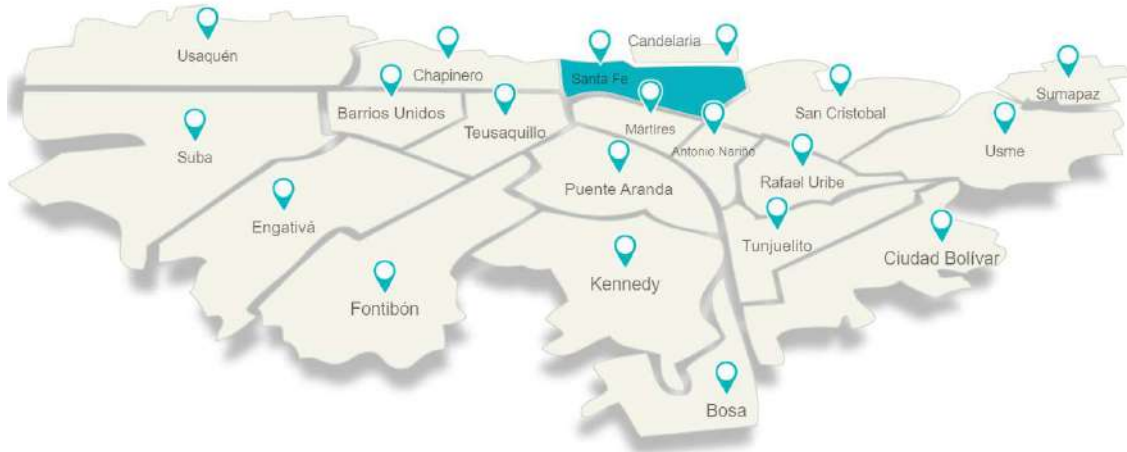 Usaquén
Candelaria
Chapinero
Santa Fe
Sumapaz
Barrios Unidos
San Cristobal
Teusaquillo
Mártires
Suba
Antonio Nariño
Usme
Puente Aranda
Rafael Uribe
Engativá
Tunjuelito
Ciudad Bolívar
Kennedy
Fontibón
Bosa